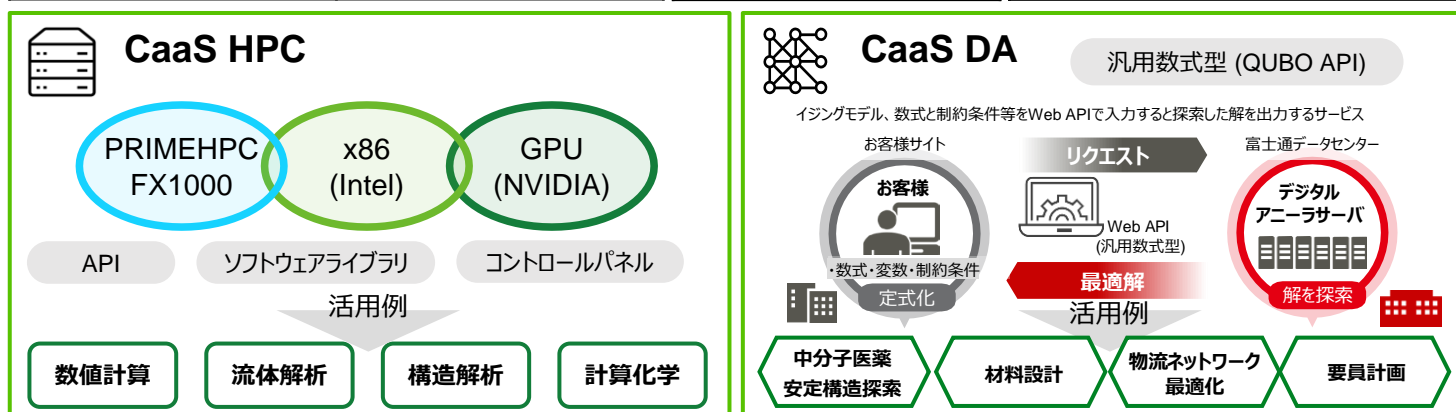 CaaS HPC
PRIMEHPC
FX1000
x86
(Intel)
GPU
(NVIDIA)
API
ソフトウェアライブラリ
コントロールパネル
活用例
数値計算
流体解析
構造解析
計算化学
CaaS DA
汎用数式型 (QUBO API)
イジングモデル、数式と制約条件等をWeb APIで入力すると探索した解を出力するサービス
お客様サイト
お客様
・数式・変数・制約条件
定式化
リクエスト
Web API
(汎用数式型)
最適解
富士通データセンター
デジタル
アニーラサーバ
解を探索
活用例
中分子医薬
安定構造探索
材料設計
物流ネットワーク
最適化
要員計画